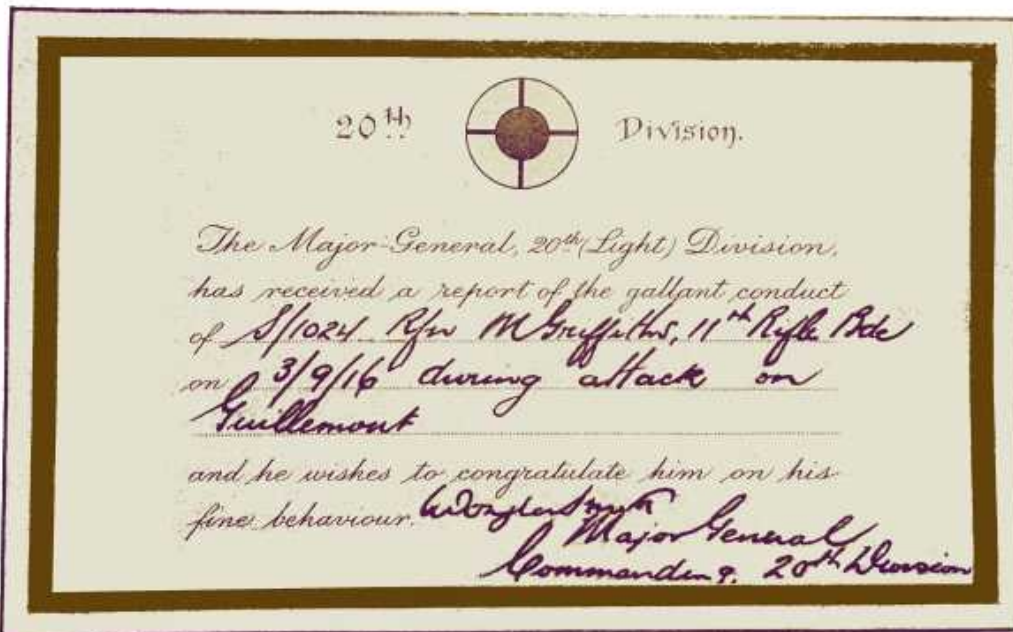 20th Division.
The Major-General, 20th (Light) Division,
has received a report of the gallant conduct
of S/1024 Rfn M Griffiths, 11th Rifle Bde
on 3/9/16 during attack on
Guillemont
and he wishes to congratulate him on his
fine behaviour. W Douglas Smith
Major General
Commanding. 20th Division